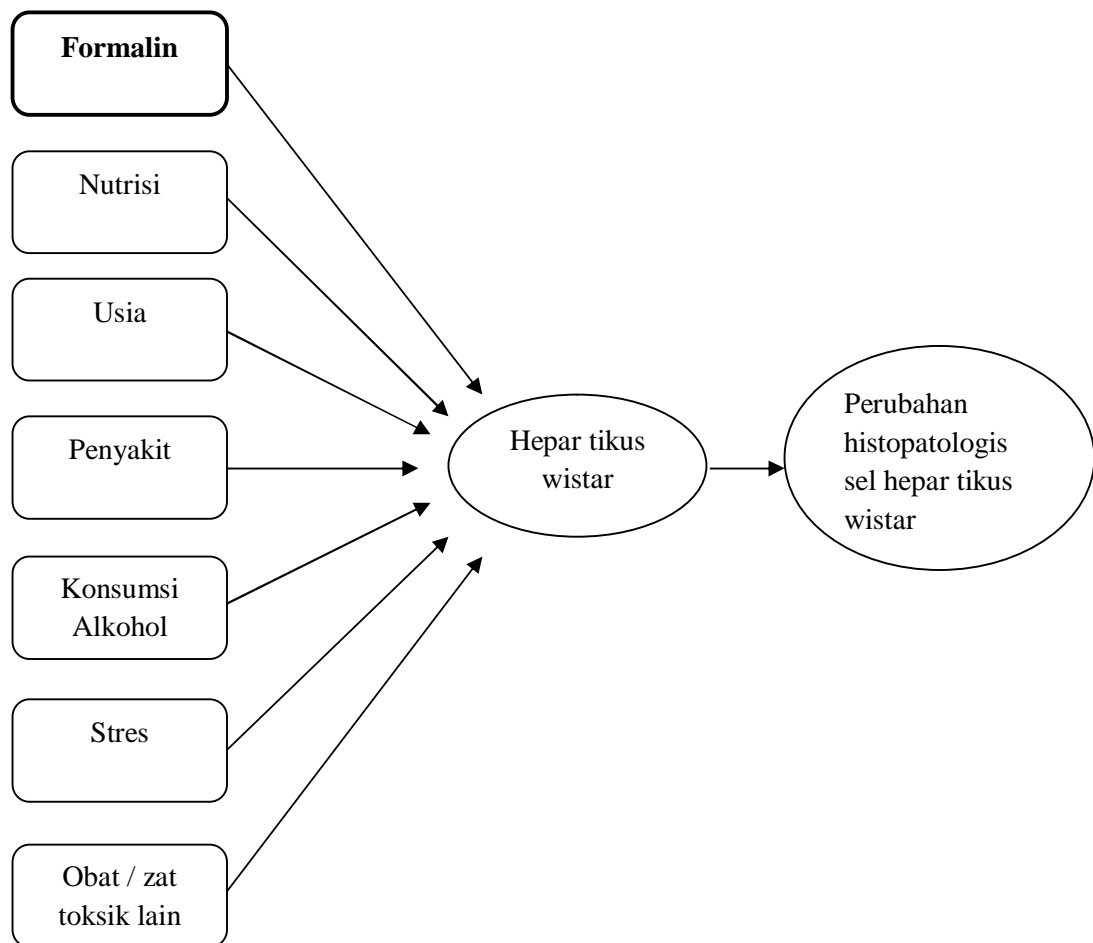 Formalin
Nutrisi
Usia
Penyakit
Konsumsi
Alkohol
Stres
Obat / zat
toksik lain
Hepar tikus
wistar
Perubahan
histopatologis
sel hepar tikus
wistar